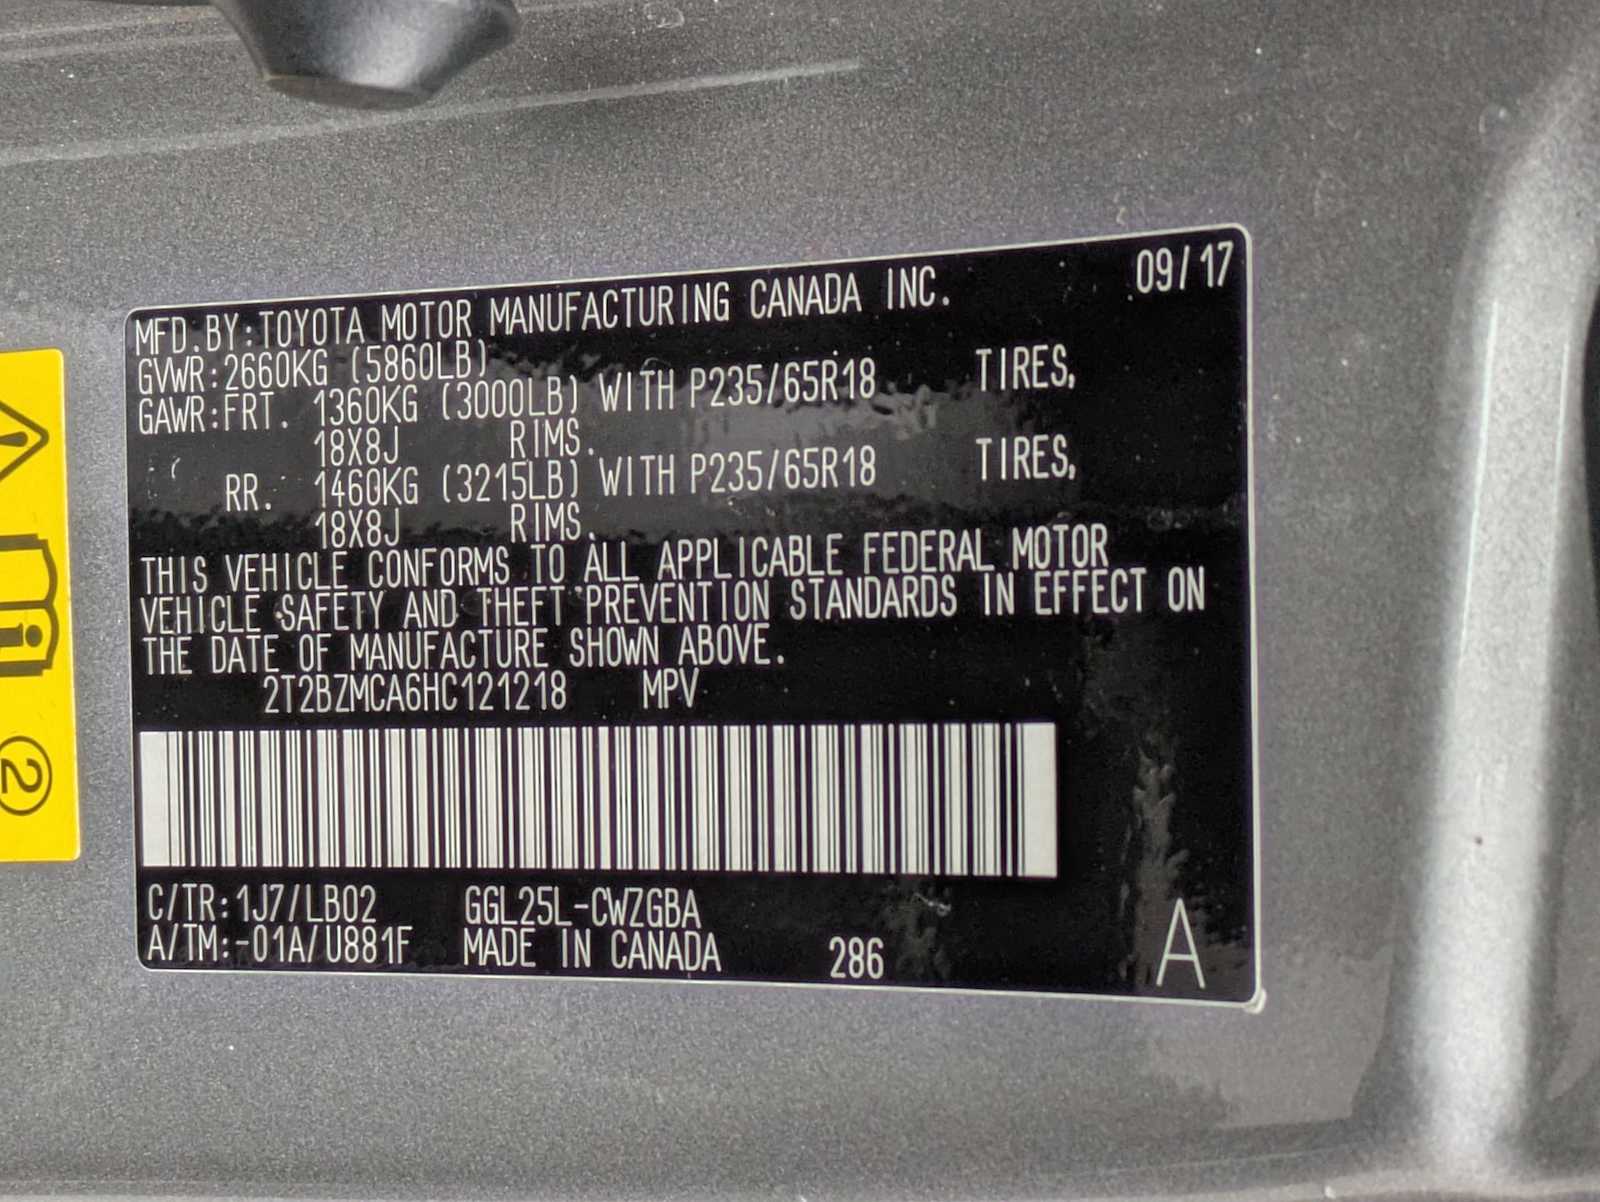 MFD.BY:TOYOTA MOTOR MANUFACTURING CANADA INC. 09/17
GVWR:2660KG (5860LB)
GAWR:FRT. 1360KG (3000LB) WITH P235/65R18 TIRES,
18X8J RIMS.
RR. 1460KG (3215LB) WITH P235/65R18 TIRES,
18X8J RIMS.
THIS VEHICLE CONFORMS TO ALL APPLICABLE FEDERAL MOTOR
VEHICLE SAFETY AND THEFT PREVENTION STANDARDS IN EFFECT ON
THE DATE OF MANUFACTURE SHOWN ABOVE.
2T2BZMCA6HC121218 MPV
C/TR:1J7/LB02 GGL25L-CWZGBA
A/TM:-01A/U881F MADE IN CANADA 286 A
2